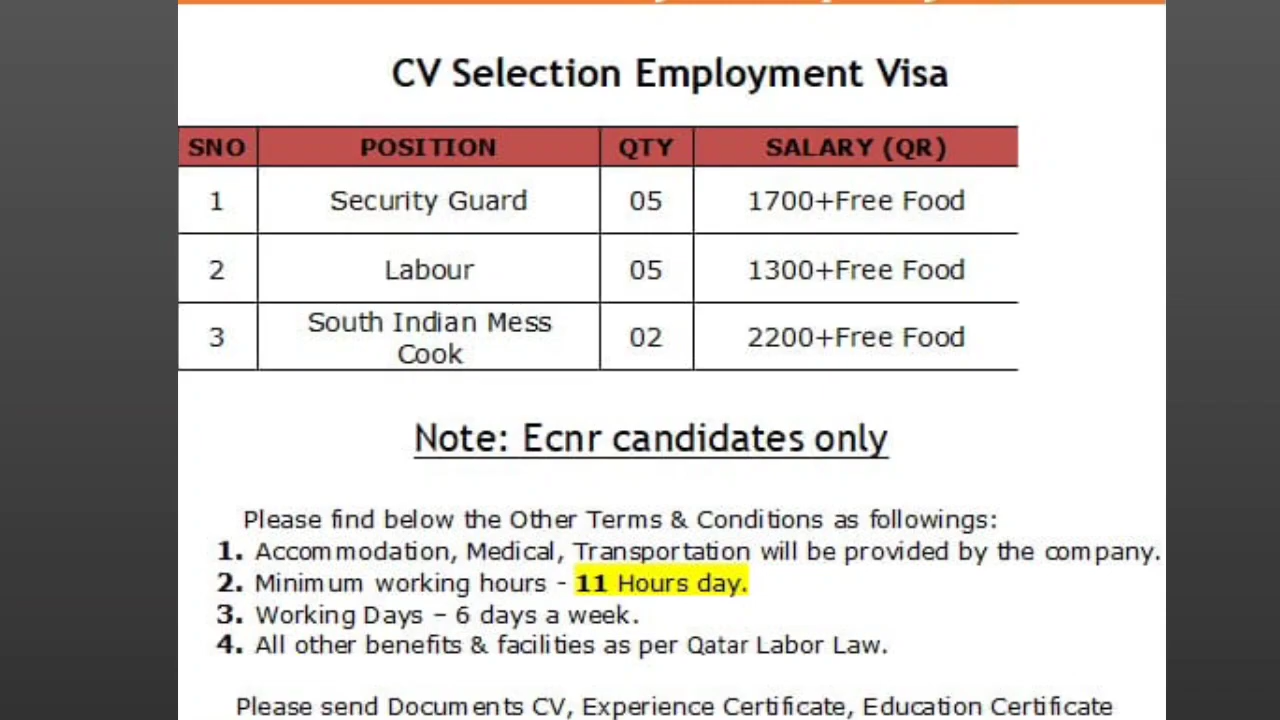 CV Selection Employment Visa
SNO POSITION QTY SALARY (QR)
1 Security Guard 05 1700+Free Food
2 Labour 05 1300+Free Food
3 South Indian Mess Cook 02 2200+Free Food
Note: Ecnr candidates only
Please find below the Other Terms & Conditions as followings:
1. Accommodation, Medical, Transportation will be provided by the company.
2. Minimum working hours - 11 Hours day.
3. Working Days – 6 days a week.
4. All other benefits & facilities as per Qatar Labor Law.
Please send Documents CV, Experience Certificate, Education Certificate